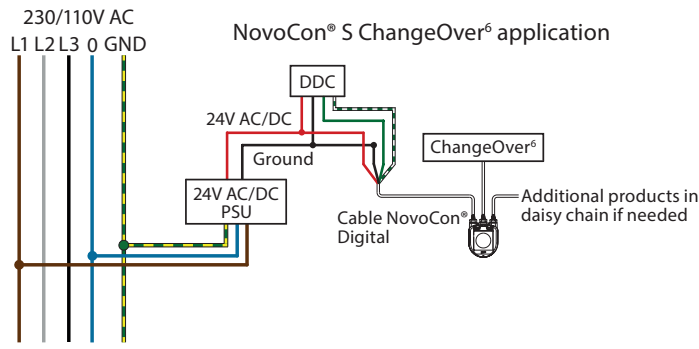 230/110V AC
L1 L2 L3 0 GND
NovoCon® S ChangeOver⁶ application
DDC
24V AC/DC
Ground
24V AC/DC
PSU
ChangeOver⁶
Cable NovoCon®
Digital
Additional products in
daisy chain if needed